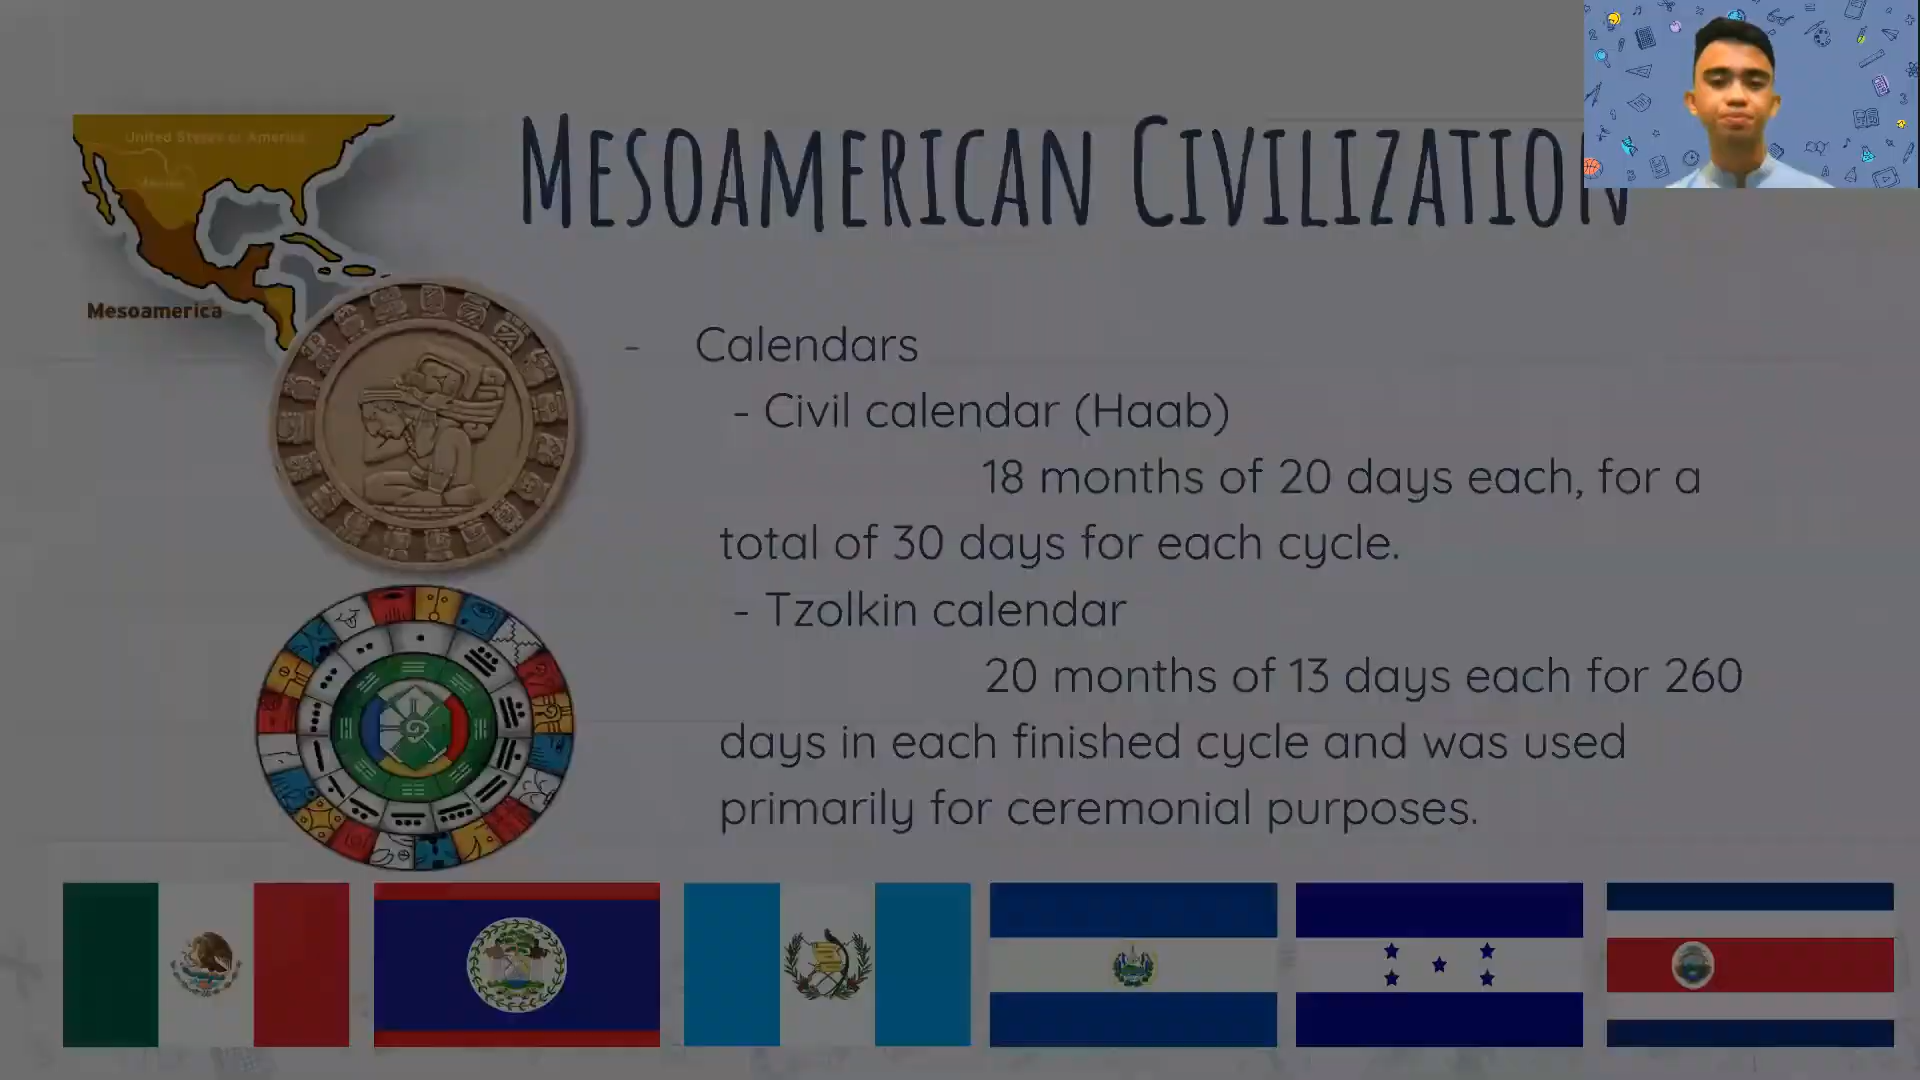 United States of America
Mexico
Mesoamerica
MESOAMERICAN CIVILIZATION
- Calendars
- Civil calendar (Haab)
18 months of 20 days each, for a
total of 30 days for each cycle.
- Tzolkin calendar
20 months of 13 days each for 260
days in each finished cycle and was used
primarily for ceremonial purposes.